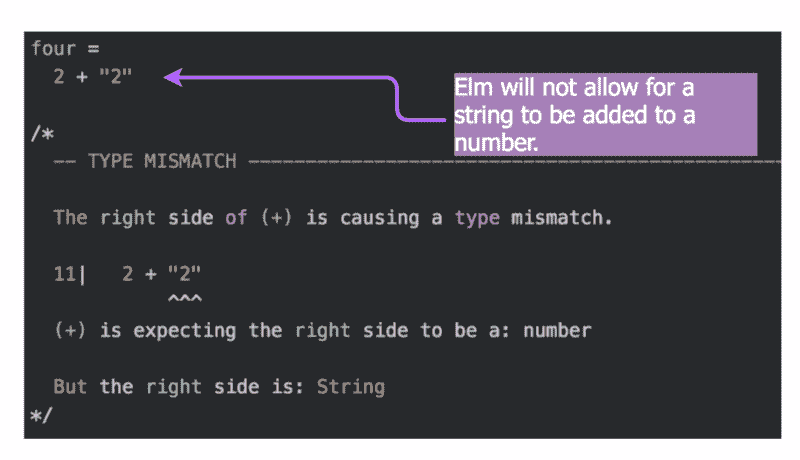 four =
2 + "2"
Elm will not allow for a
string to be added to a
number.
/*
-- TYPE MISMATCH --------------------------------------------------
The right side of (+) is causing a type mismatch.
11|   2 + "2"
^^^
(+) is expecting the right side to be a: number
But the right side is: String
*/